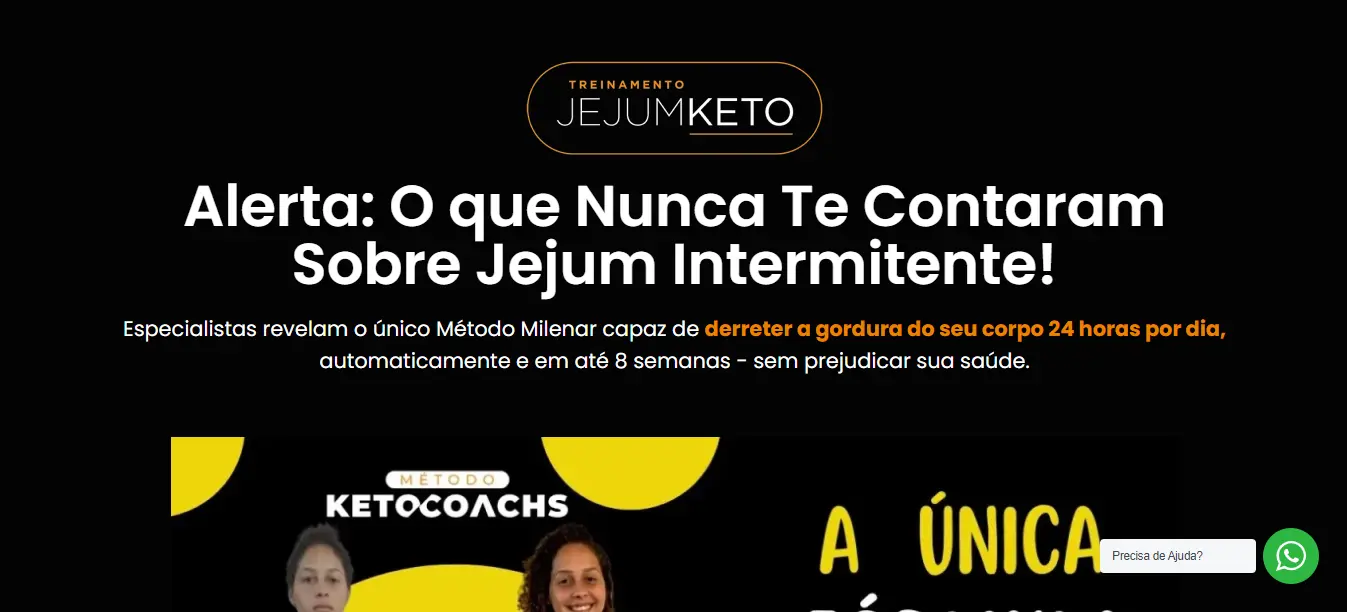 TREINAMENTO
JEJUMKETO
Alerta: O que Nunca Te Contaram
Sobre Jejum Intermitente!
Especialistas revelam o único Método Milenar capaz de derreter a gordura do seu corpo 24 horas por dia,
automaticamente e em até 8 semanas - sem prejudicar sua saúde.
MÉTODO
KETOCOACHS
A ÚNICA
Precisa de Ajuda?